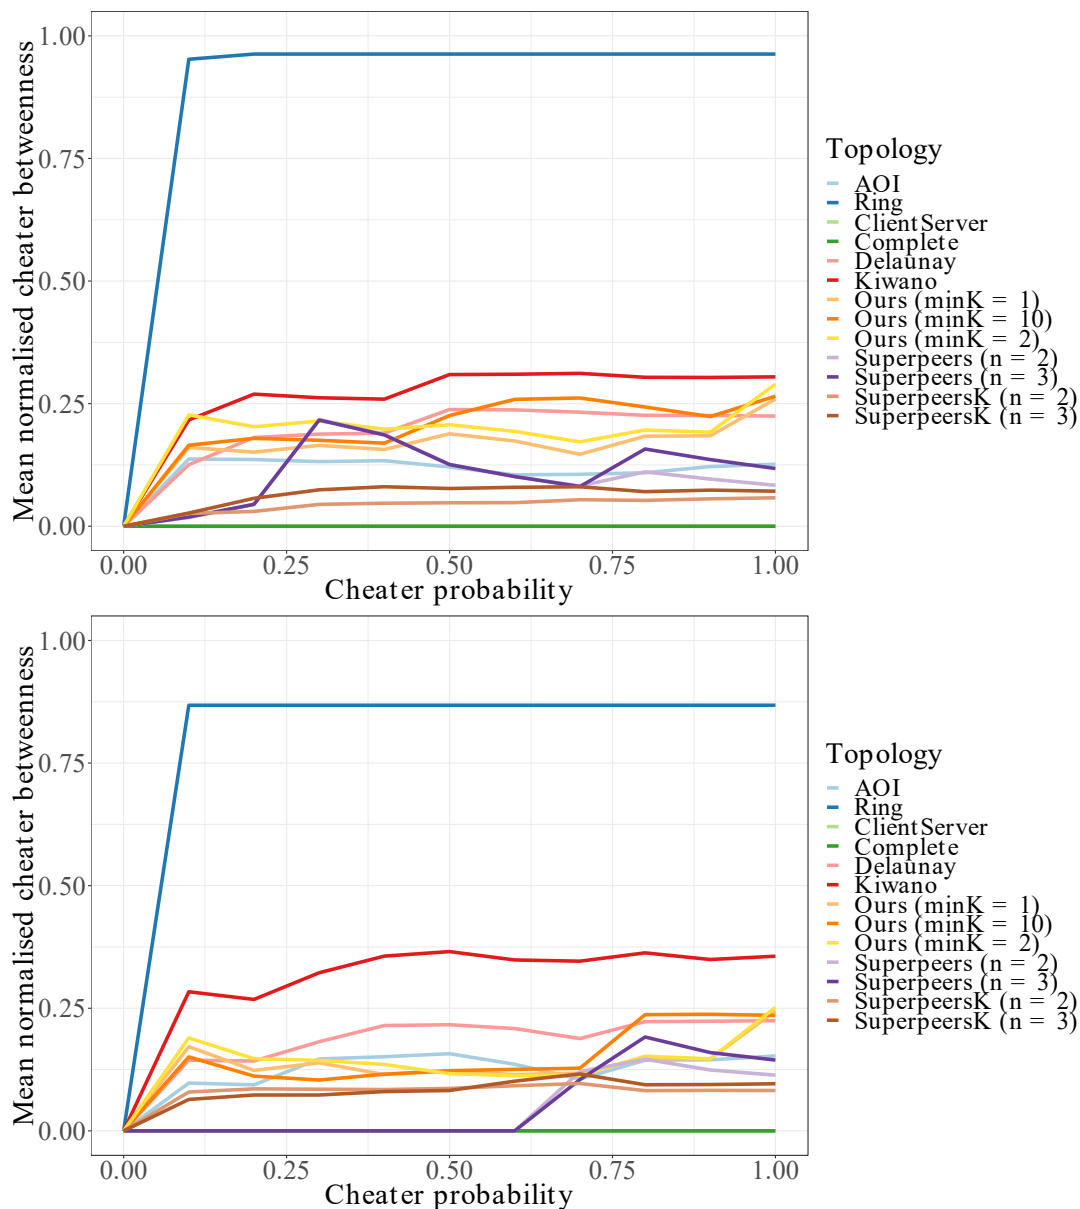 Mean normalised cheater betweenness
1.00
0.75
0.50
0.25
0.00
0.00 0.25 0.50 0.75 1.00
Cheater probability
Topology
AOI
Ring
ClientServer
Complete
Delaunay
Kiwano
Ours (minK = 1)
Ours (minK = 10)
Ours (minK = 2)
Superpeers (n = 2)
Superpeers (n = 3)
SuperpeersK (n = 2)
SuperpeersK (n = 3)
Mean normalised cheater betweenness
1.00
0.75
0.50
0.25
0.00
0.00 0.25 0.50 0.75 1.00
Cheater probability
Topology
AOI
Ring
ClientServer
Complete
Delaunay
Kiwano
Ours (minK = 1)
Ours (minK = 10)
Ours (minK = 2)
Superpeers (n = 2)
Superpeers (n = 3)
SuperpeersK (n = 2)
SuperpeersK (n = 3)